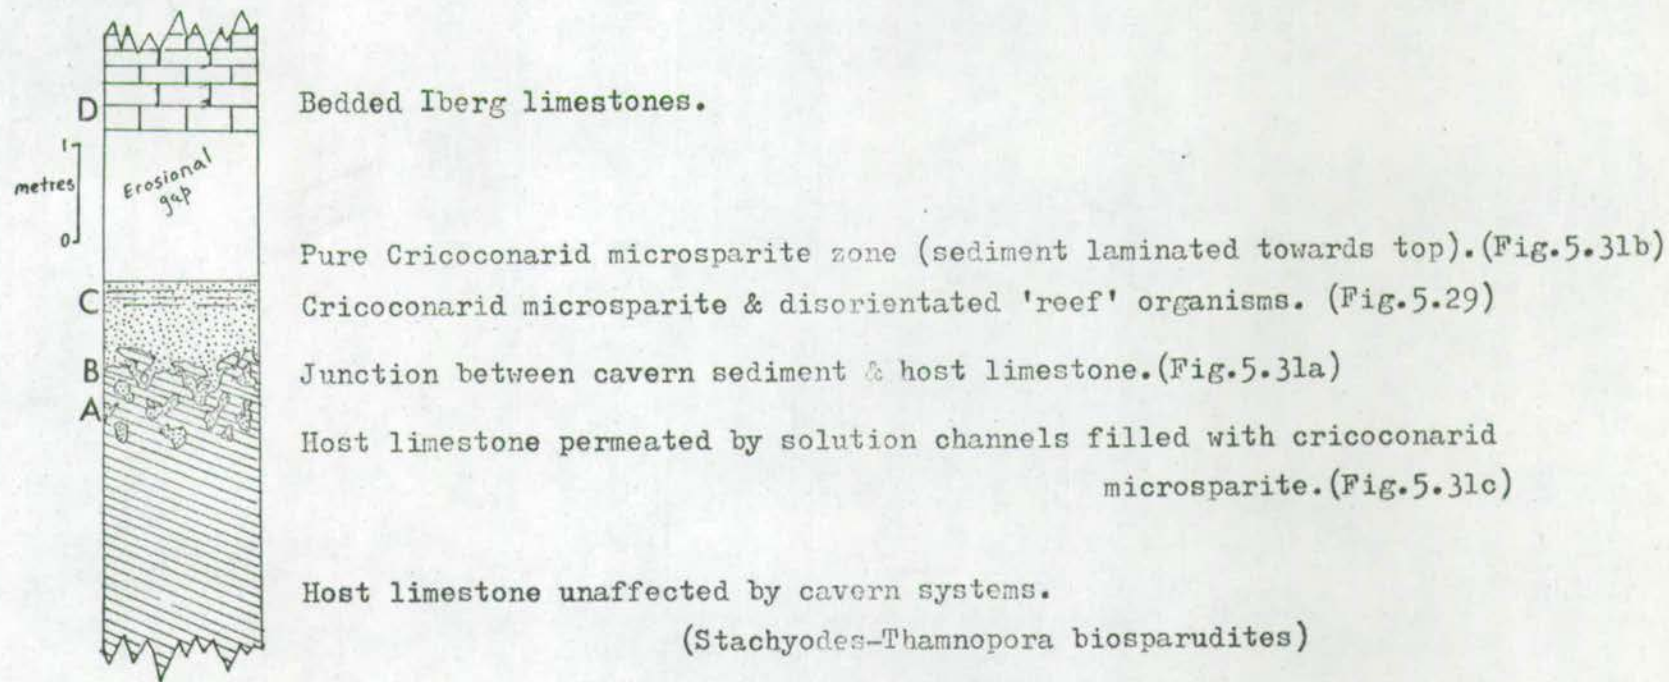 D
Bedded Iberg limestones.
1
metres
0
Erosional
gap
Pure Cricoconarid microsparite zone (sediment laminated towards top).(Fig.5.31b)
C
Cricoconarid microsparite & disorientated 'reef' organisms. (Fig.5.29)
B
Junction between cavern sediment & host limestone.(Fig.5.31a)
A
Host limestone permeated by solution channels filled with cricoconarid
microsparite.(Fig.5.31c)
Host limestone unaffected by cavern systems.
(Stachyodes-Thamnopora biosparudites)